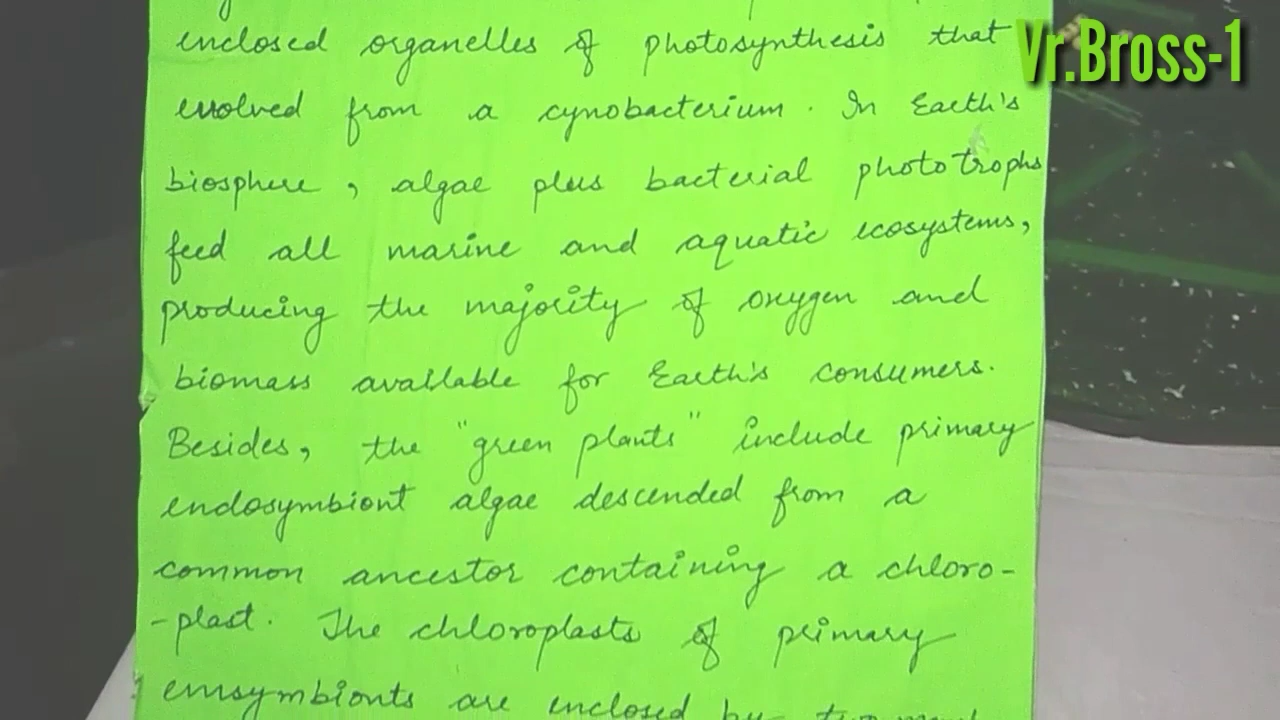 Vr.Bross-1
enclosed organelles of photosynthesis that
evolved from a cynobacterium. In Earth's
biosphere, algae plus bacterial phototrophs
feed all marine and aquatic ecosystems,
producing the majority of oxygen and
biomass available for Earth's consumers.
Besides, the "green plants" include primary
endosymbiont algae descended from a
common ancestor containing a chloro-
-plast. The chloroplasts of primary
emsymbionts are enclosed by two